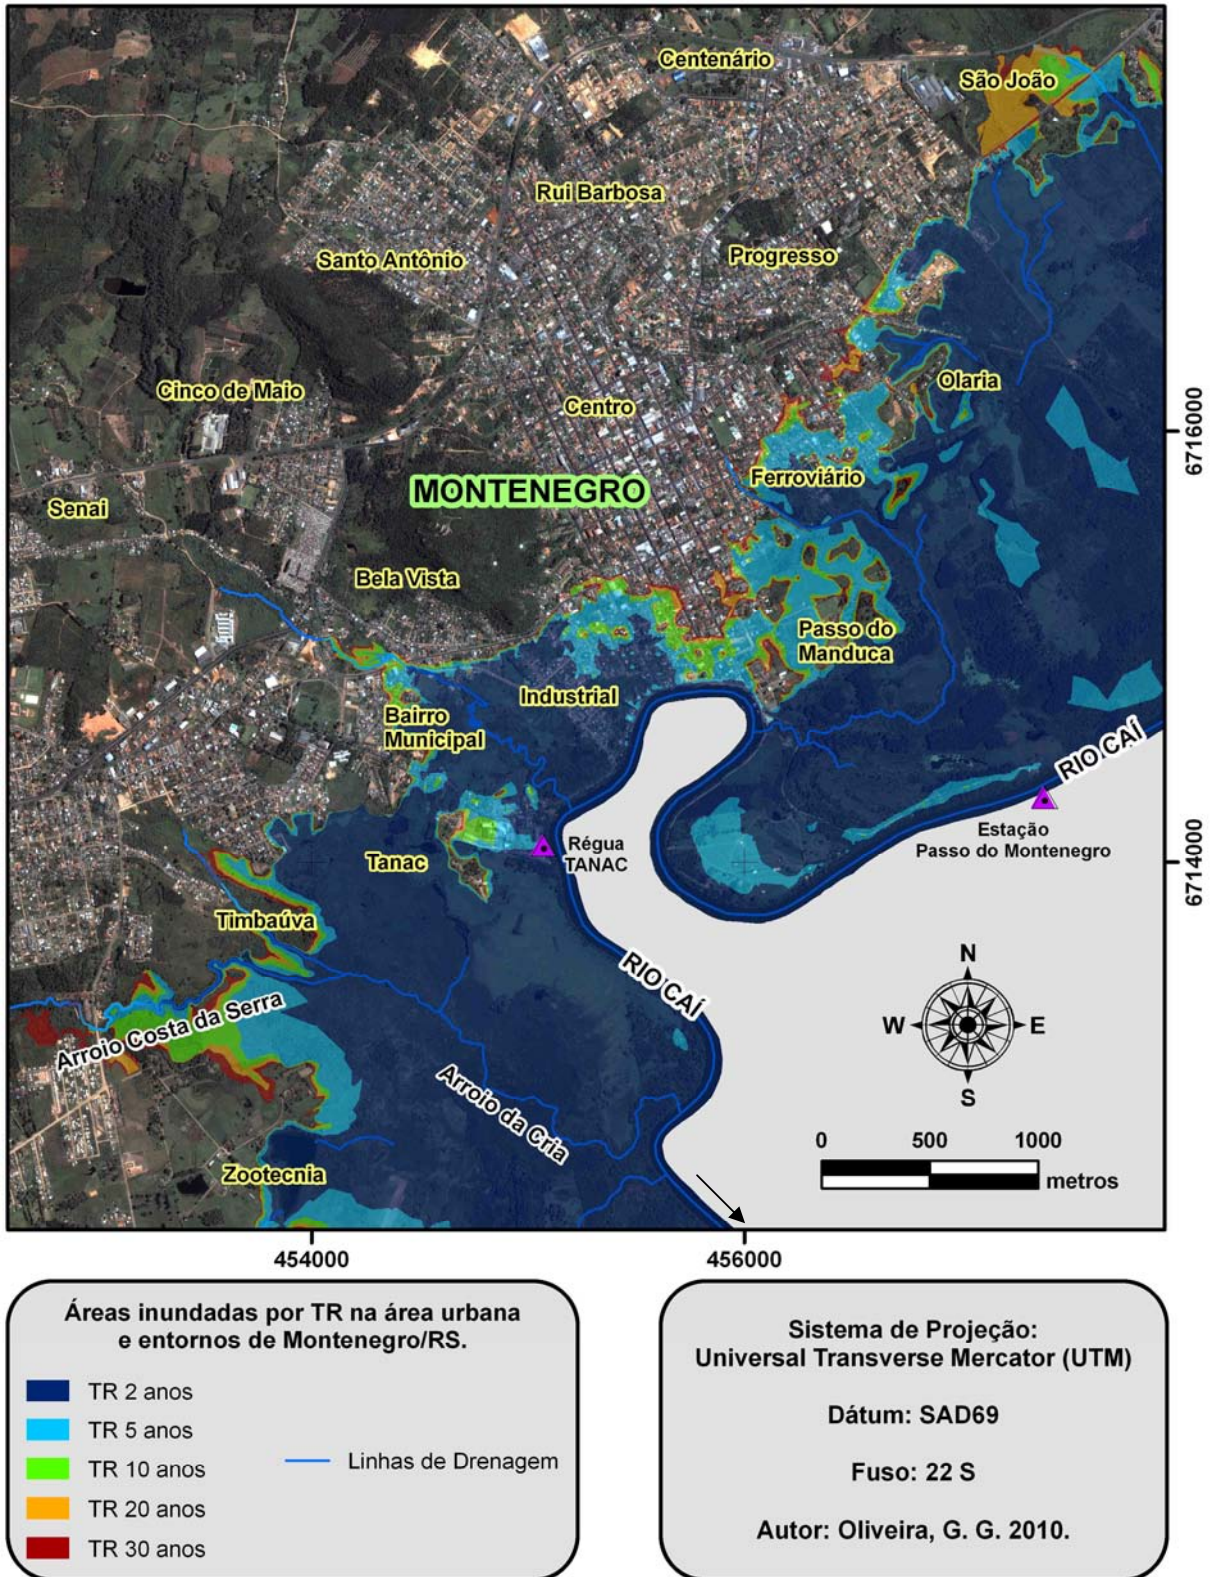 Centenário
São João
Rui Barbosa
Santo Antônio
Progresso
Cinco de Maio
Olaria
Centro
6716000
Ferroviário
MONTENEGRO
Senai
Bela Vista
Passo do
Manduca
Industrial
Bairro
Municipal
RIO CAÍ
Estação
Passo do Montenegro
Régua
TANAC
Tanac
6714000
Timbaúva
RIO CAÍ
N
W
E
S
Arroio Costa da Serra
Arroio da Cria
0 500 1000
metros
Zootecnia
454000
456000
Áreas inundadas por TR na área urbana
e entornos de Montenegro/RS.
TR 2 anos
TR 5 anos
TR 10 anos
TR 20 anos
TR 30 anos
Linhas de Drenagem
Sistema de Projeção:
Universal Transverse Mercator (UTM)
Dátum: SAD69
Fuso: 22 S
Autor: Oliveira, G. G. 2010.